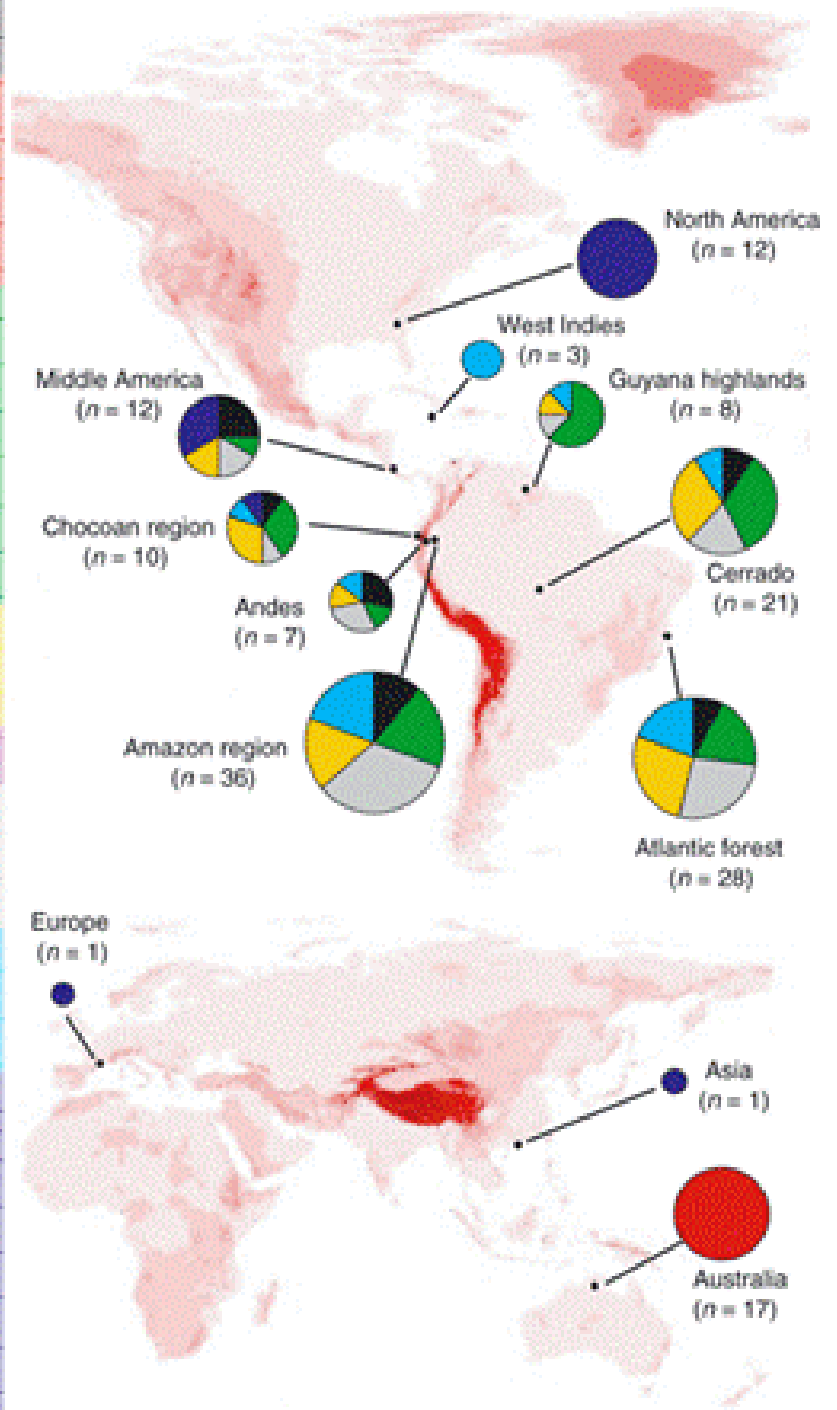 North America
(n = 12)
West Indies
(n = 3)
Middle America
(n = 12)
Guyana highlands
(n = 8)
Chocoan region
(n = 10)
Cerrado
(n = 21)
Andes
(n = 7)
Amazon region
(n = 36)
Atlantic forest
(n = 28)
Europe
(n = 1)
Asia
(n = 1)
Australia
(n = 17)